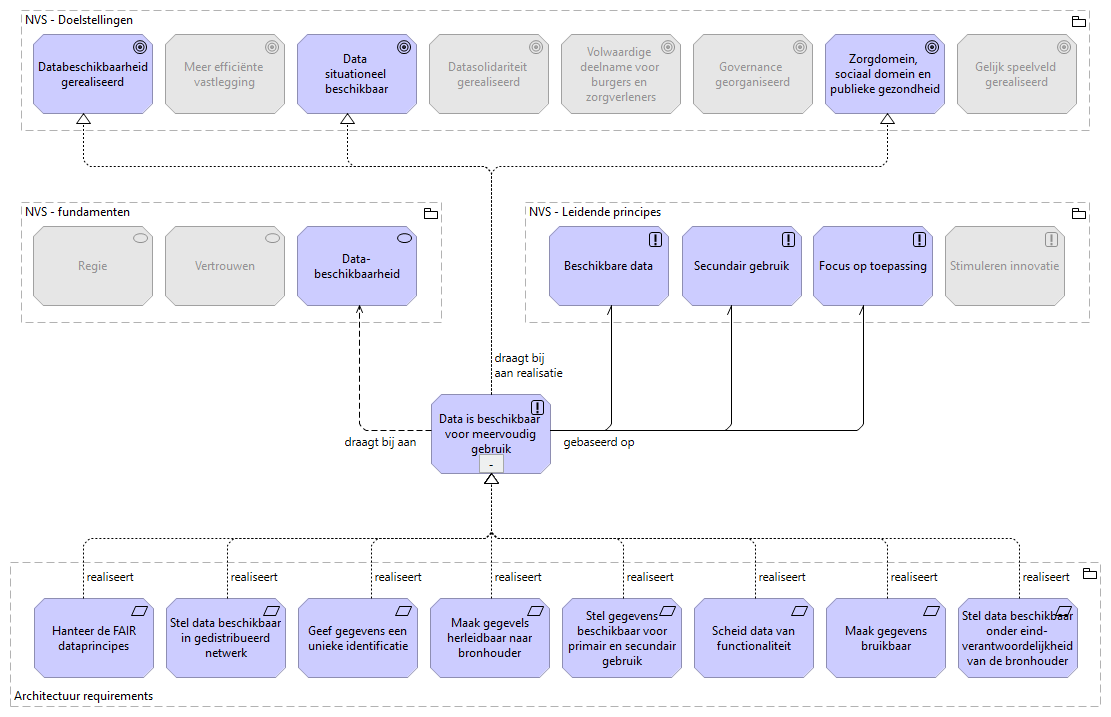 NVS - Doelstellingen
Databeschikbaarheid
gerealiseerd
Meer efficiënte
vastlegging
Data
situationeel
beschikbaar
Datasolidariteit
gerealiseerd
Volwaardige
deelname voor
burgers en
zorgverleners
Governance
georganiseerd
Zorgdomein,
sociaal domein en
publieke gezondheid
Gelijk speelveld
gerealiseerd
NVS - fundamenten
Regie
Vertrouwen
Data-
beschikbaarheid
NVS - Leidende principes
Beschikbare data
Secundair gebruik
Focus op toepassing
Stimuleren innovatie
draagt bij
aan realisatie
Data is beschikbaar
voor meervoudig
gebruik
-
draagt bij aan
gebaseerd op
realiseert
realiseert
realiseert
realiseert
realiseert
realiseert
realiseert
realiseert
Hanteer de FAIR
dataprincipes
Stel data beschikbaar
in gedistribueerd
netwerk
Geef gegevens een
unieke identificatie
Maak gegevels
herleidbaar naar
bronhouder
Stel gegevens
beschikbaar voor
primair en secundair
gebruik
Scheid data van
functionaliteit
Maak gegevens
bruikbaar
Stel data beschikbaar
onder eind-
verantwoordelijkheid
van de bronhouder
Architectuur requirements